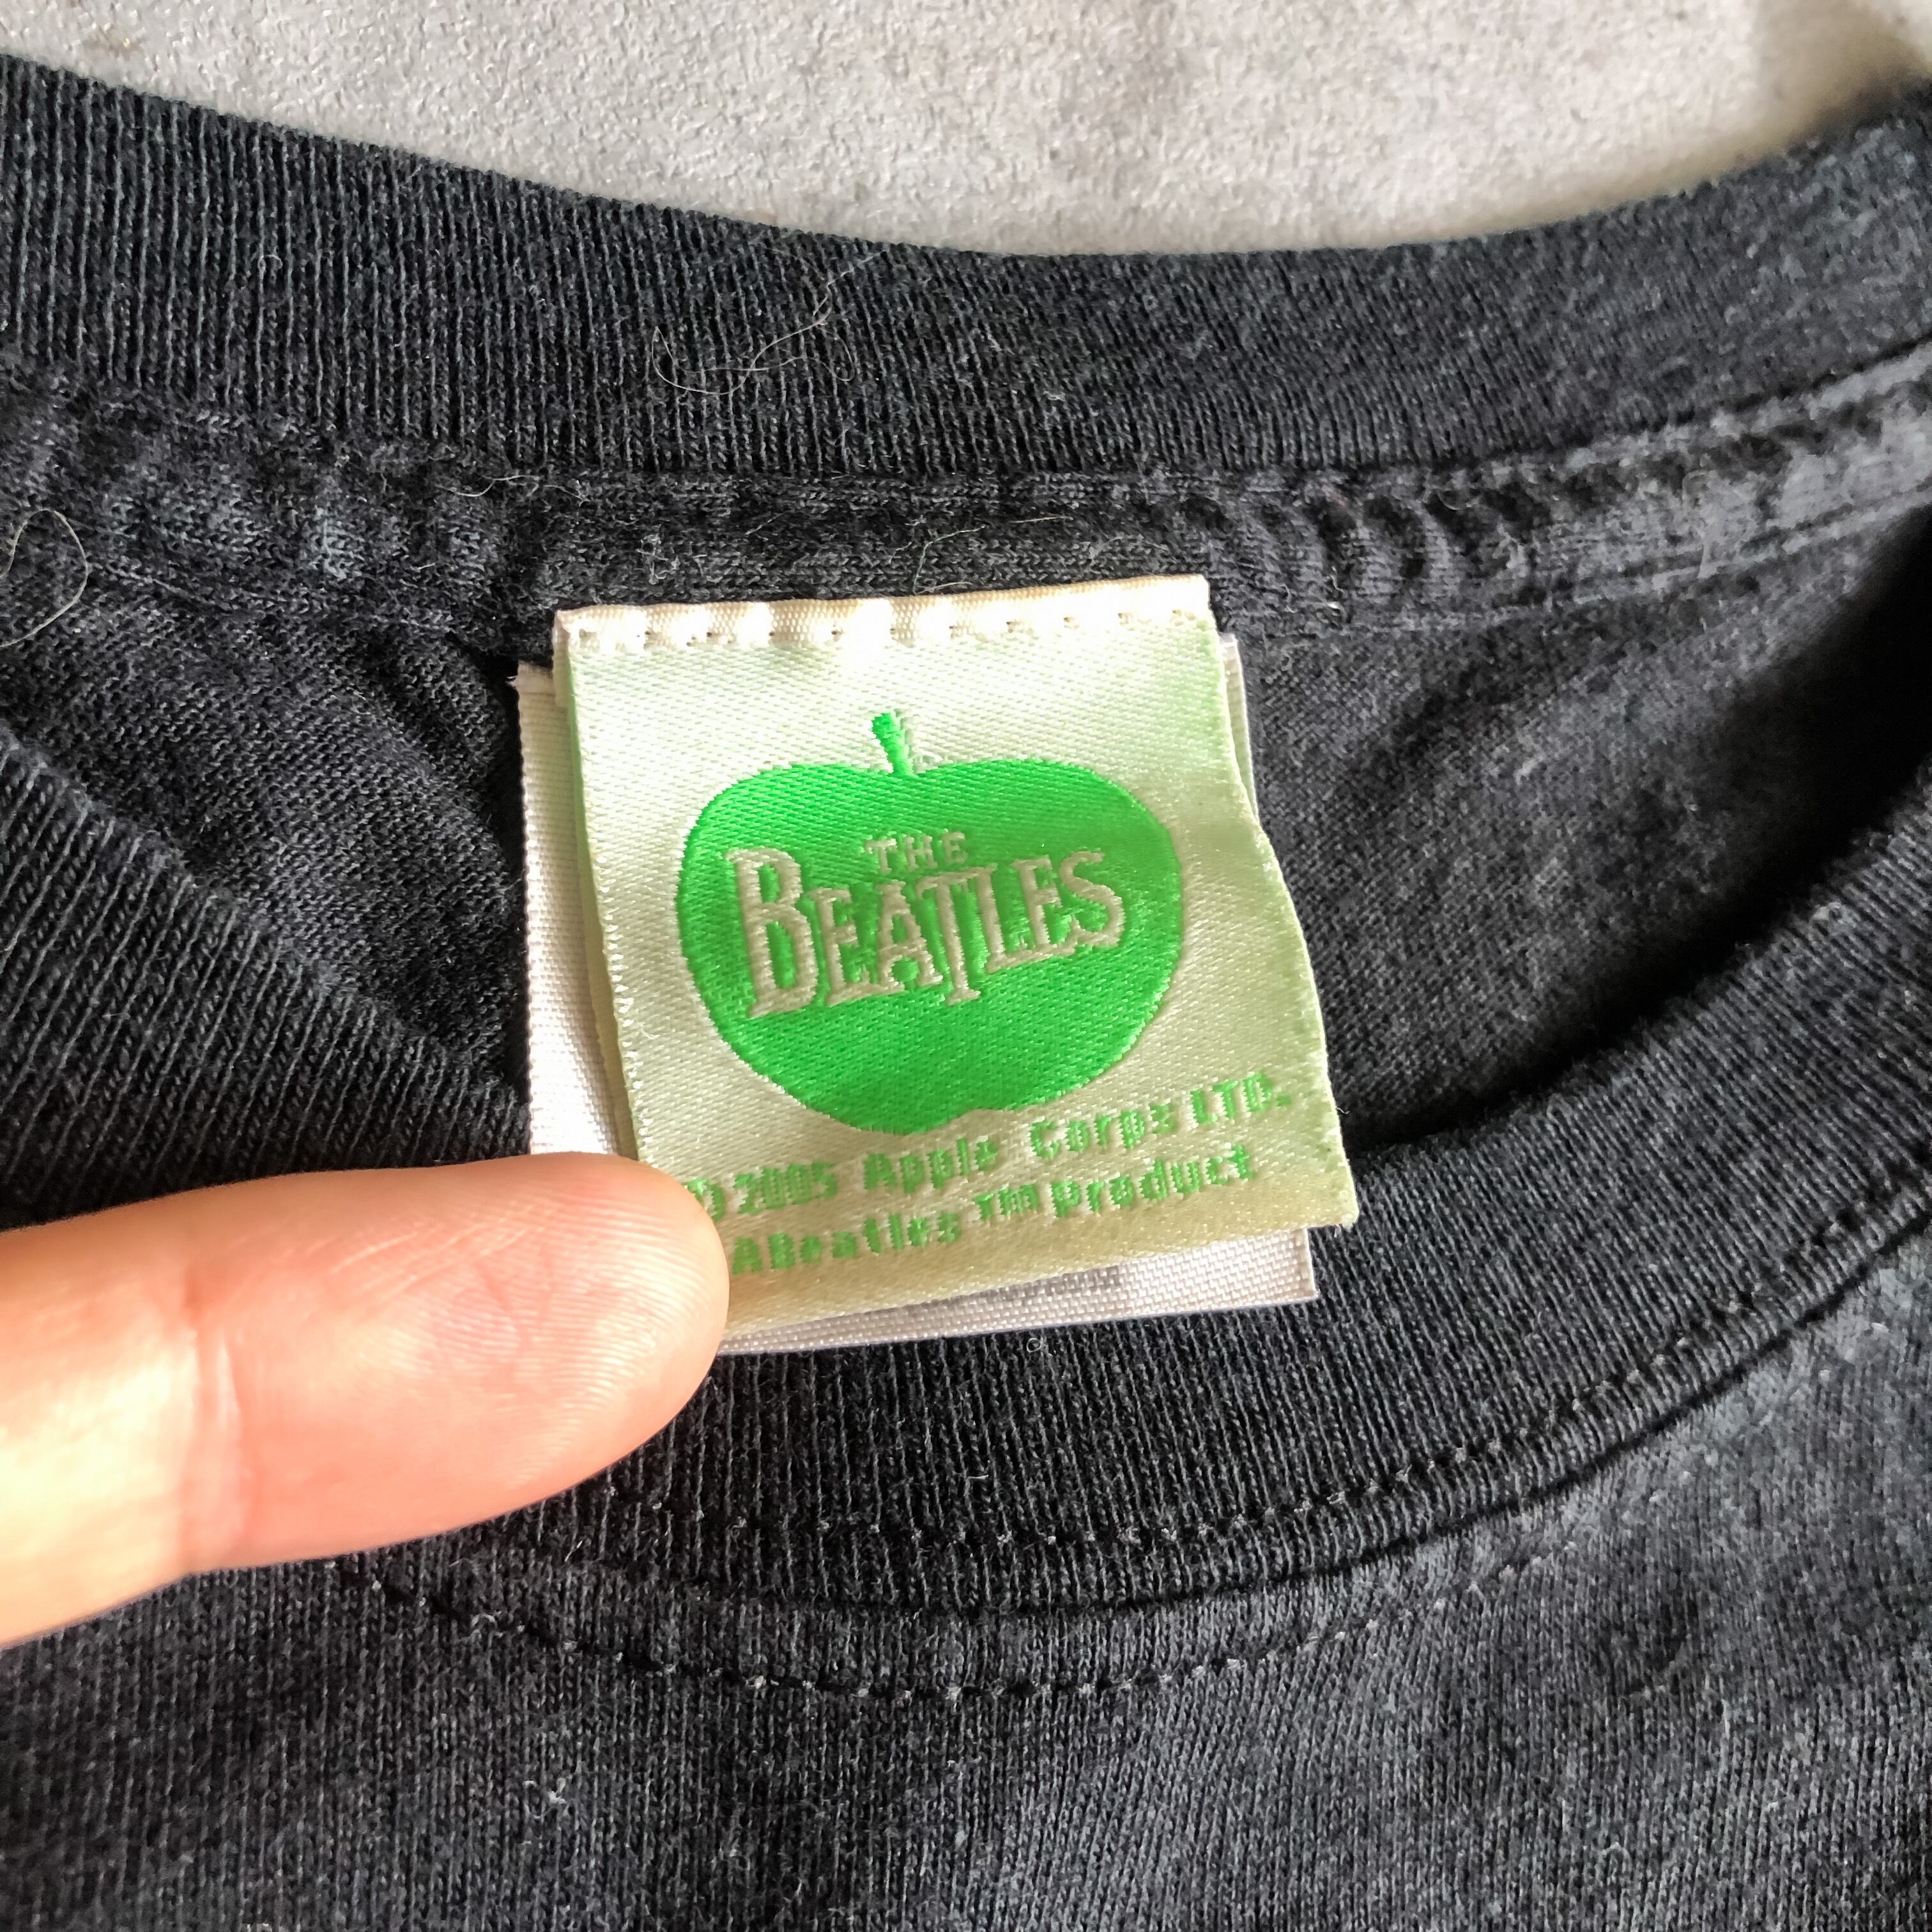 THE
BEATLES
© 2005 Apple Corps LTD.
A Beatles TM Product